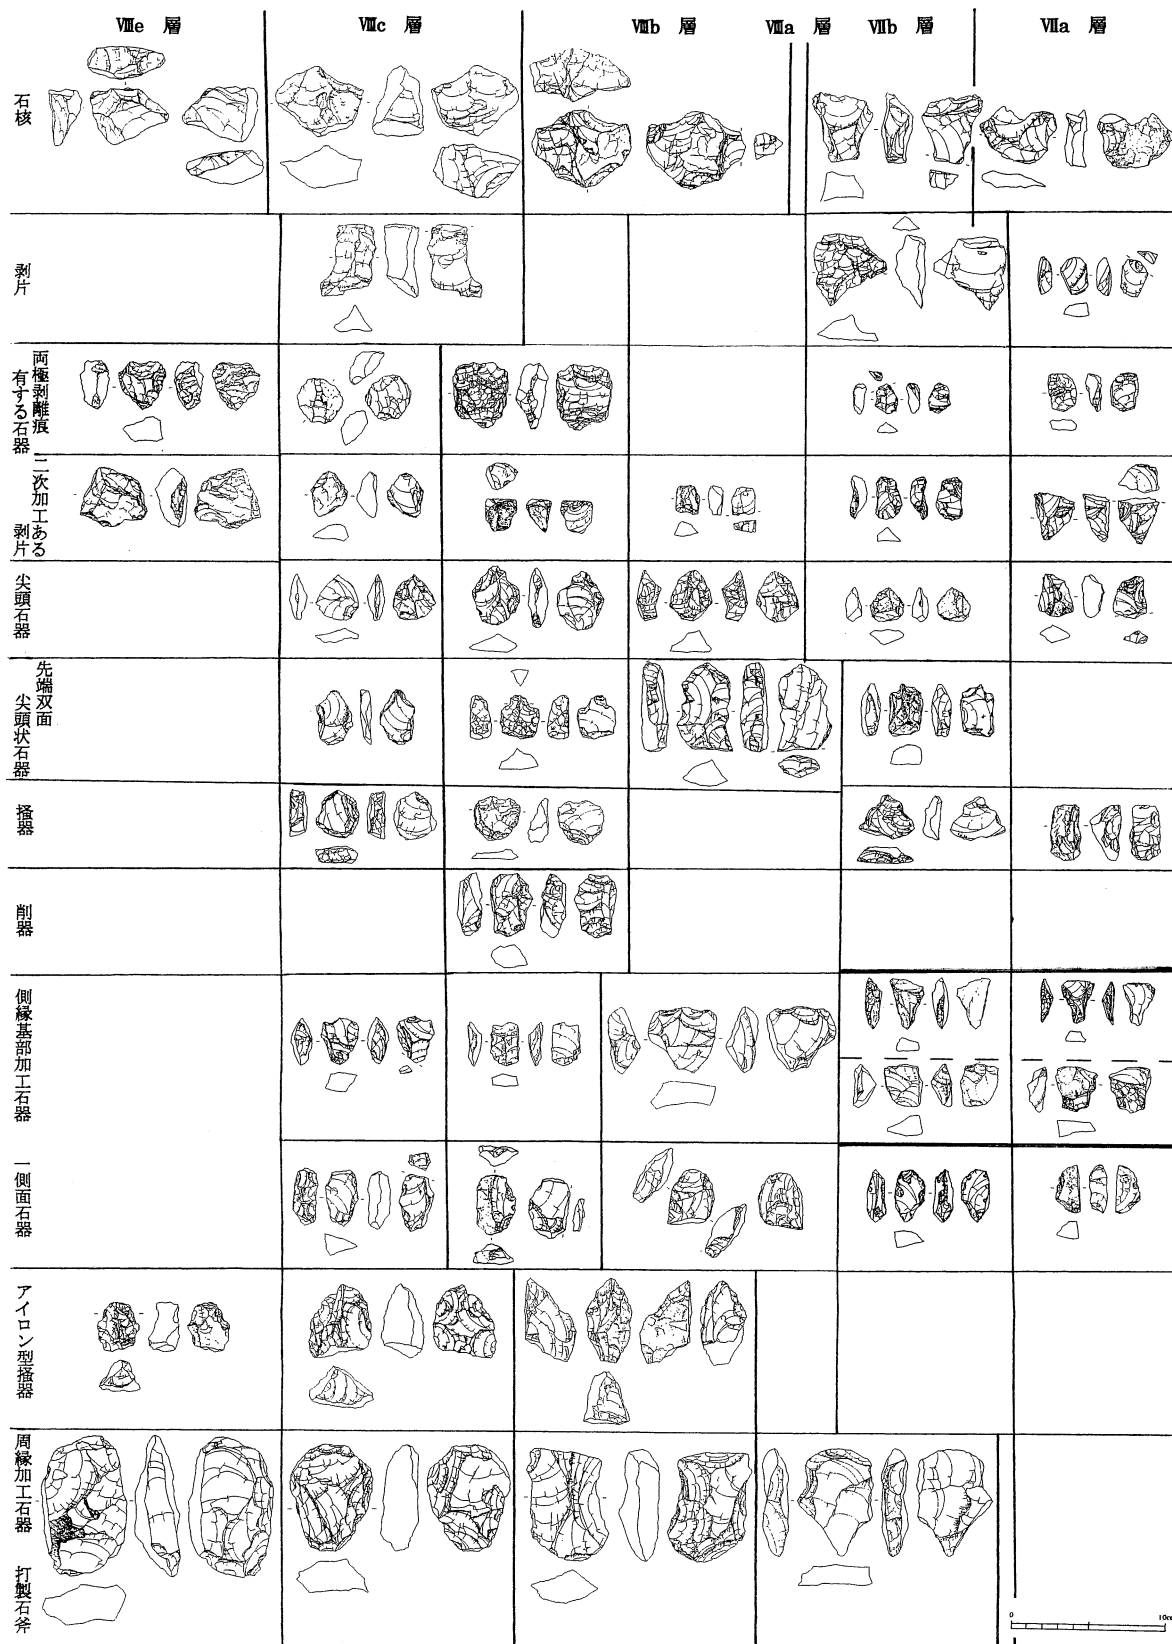 Ⅷe 層
Ⅷc 層
Ⅷb 層
Ⅷa 層
Ⅶb 層
Ⅶa 層
石核
剥片
両極剥離痕
有する石器
二次加工ある
剥片
尖頭石器
先端双面
尖頭状石器
掻器
削器
側縁基部加工石器
一側面石器
アイロン型掻器
周縁加工石器
打製石斧
0 10cm